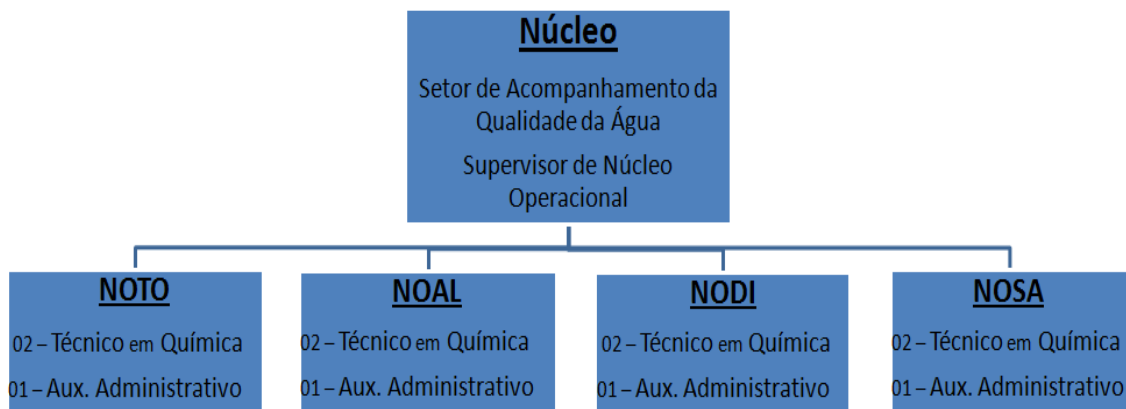 Núcleo
Setor de Acompanhamento da
Qualidade da Água
Supervisor de Núcleo
Operacional
NOTO
02 – Técnico em Química
01 – Aux. Administrativo
NOAL
02 – Técnico em Química
01 – Aux. Administrativo
NODI
02 – Técnico em Química
01 – Aux. Administrativo
NOSA
02 – Técnico em Química
01 – Aux. Administrativo